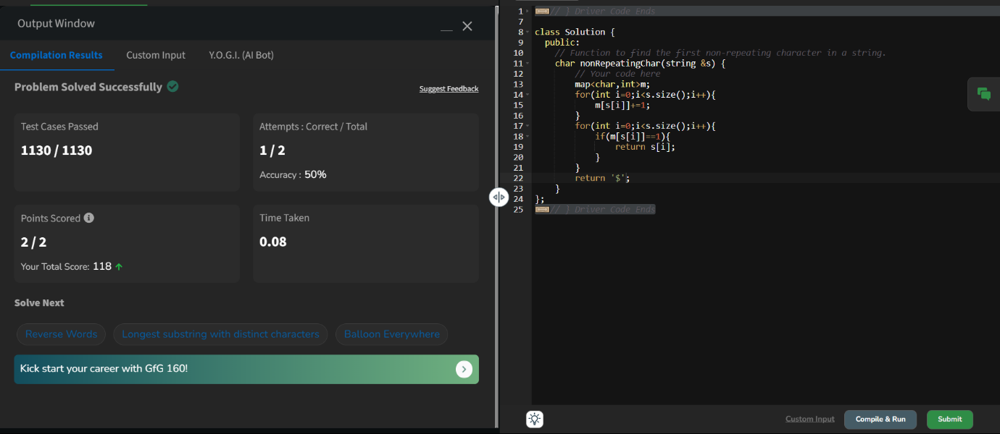 Output Window
Compilation Results Custom Input Y.O.G.I. (AI Bot)
Problem Solved Successfully
Suggest Feedback
Test Cases Passed
1130 / 1130
Attempts : Correct / Total
1 / 2
Accuracy : 50%
Points Scored
2 / 2
Your Total Score: 118
Time Taken
0.08
Solve Next
Reverse Words
Longest substring with distinct characters
Balloon Everywhere
Kick start your career with GfG 160!
1 // } Driver Code Ends
7
8 class Solution {
9 public:
10 // Function to find the first non-repeating character in a string.
11 char nonRepeatingChar(string &s) {
12 // Your code here
13 map<char,int>m;
14 for(int i=0;i<s.size();i++){
15 m[s[i]]+=1;
16 }
17 for(int i=0;i<s.size();i++){
18 if(m[s[i]]==1){
19 return s[i];
20 }
21 }
22 return '$';
23 }
24 };
25 // } Driver Code Ends
Custom Input
Compile & Run
Submit